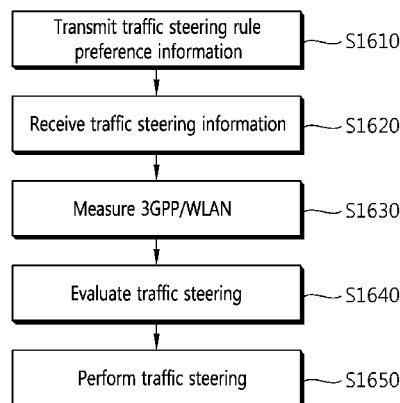 Transmit traffic steering rule
preference information
S1610
Receive traffic steering information
S1620
Measure 3GPP/WLAN
S1630
Evaluate traffic steering
S1640
Perform traffic steering
S1650